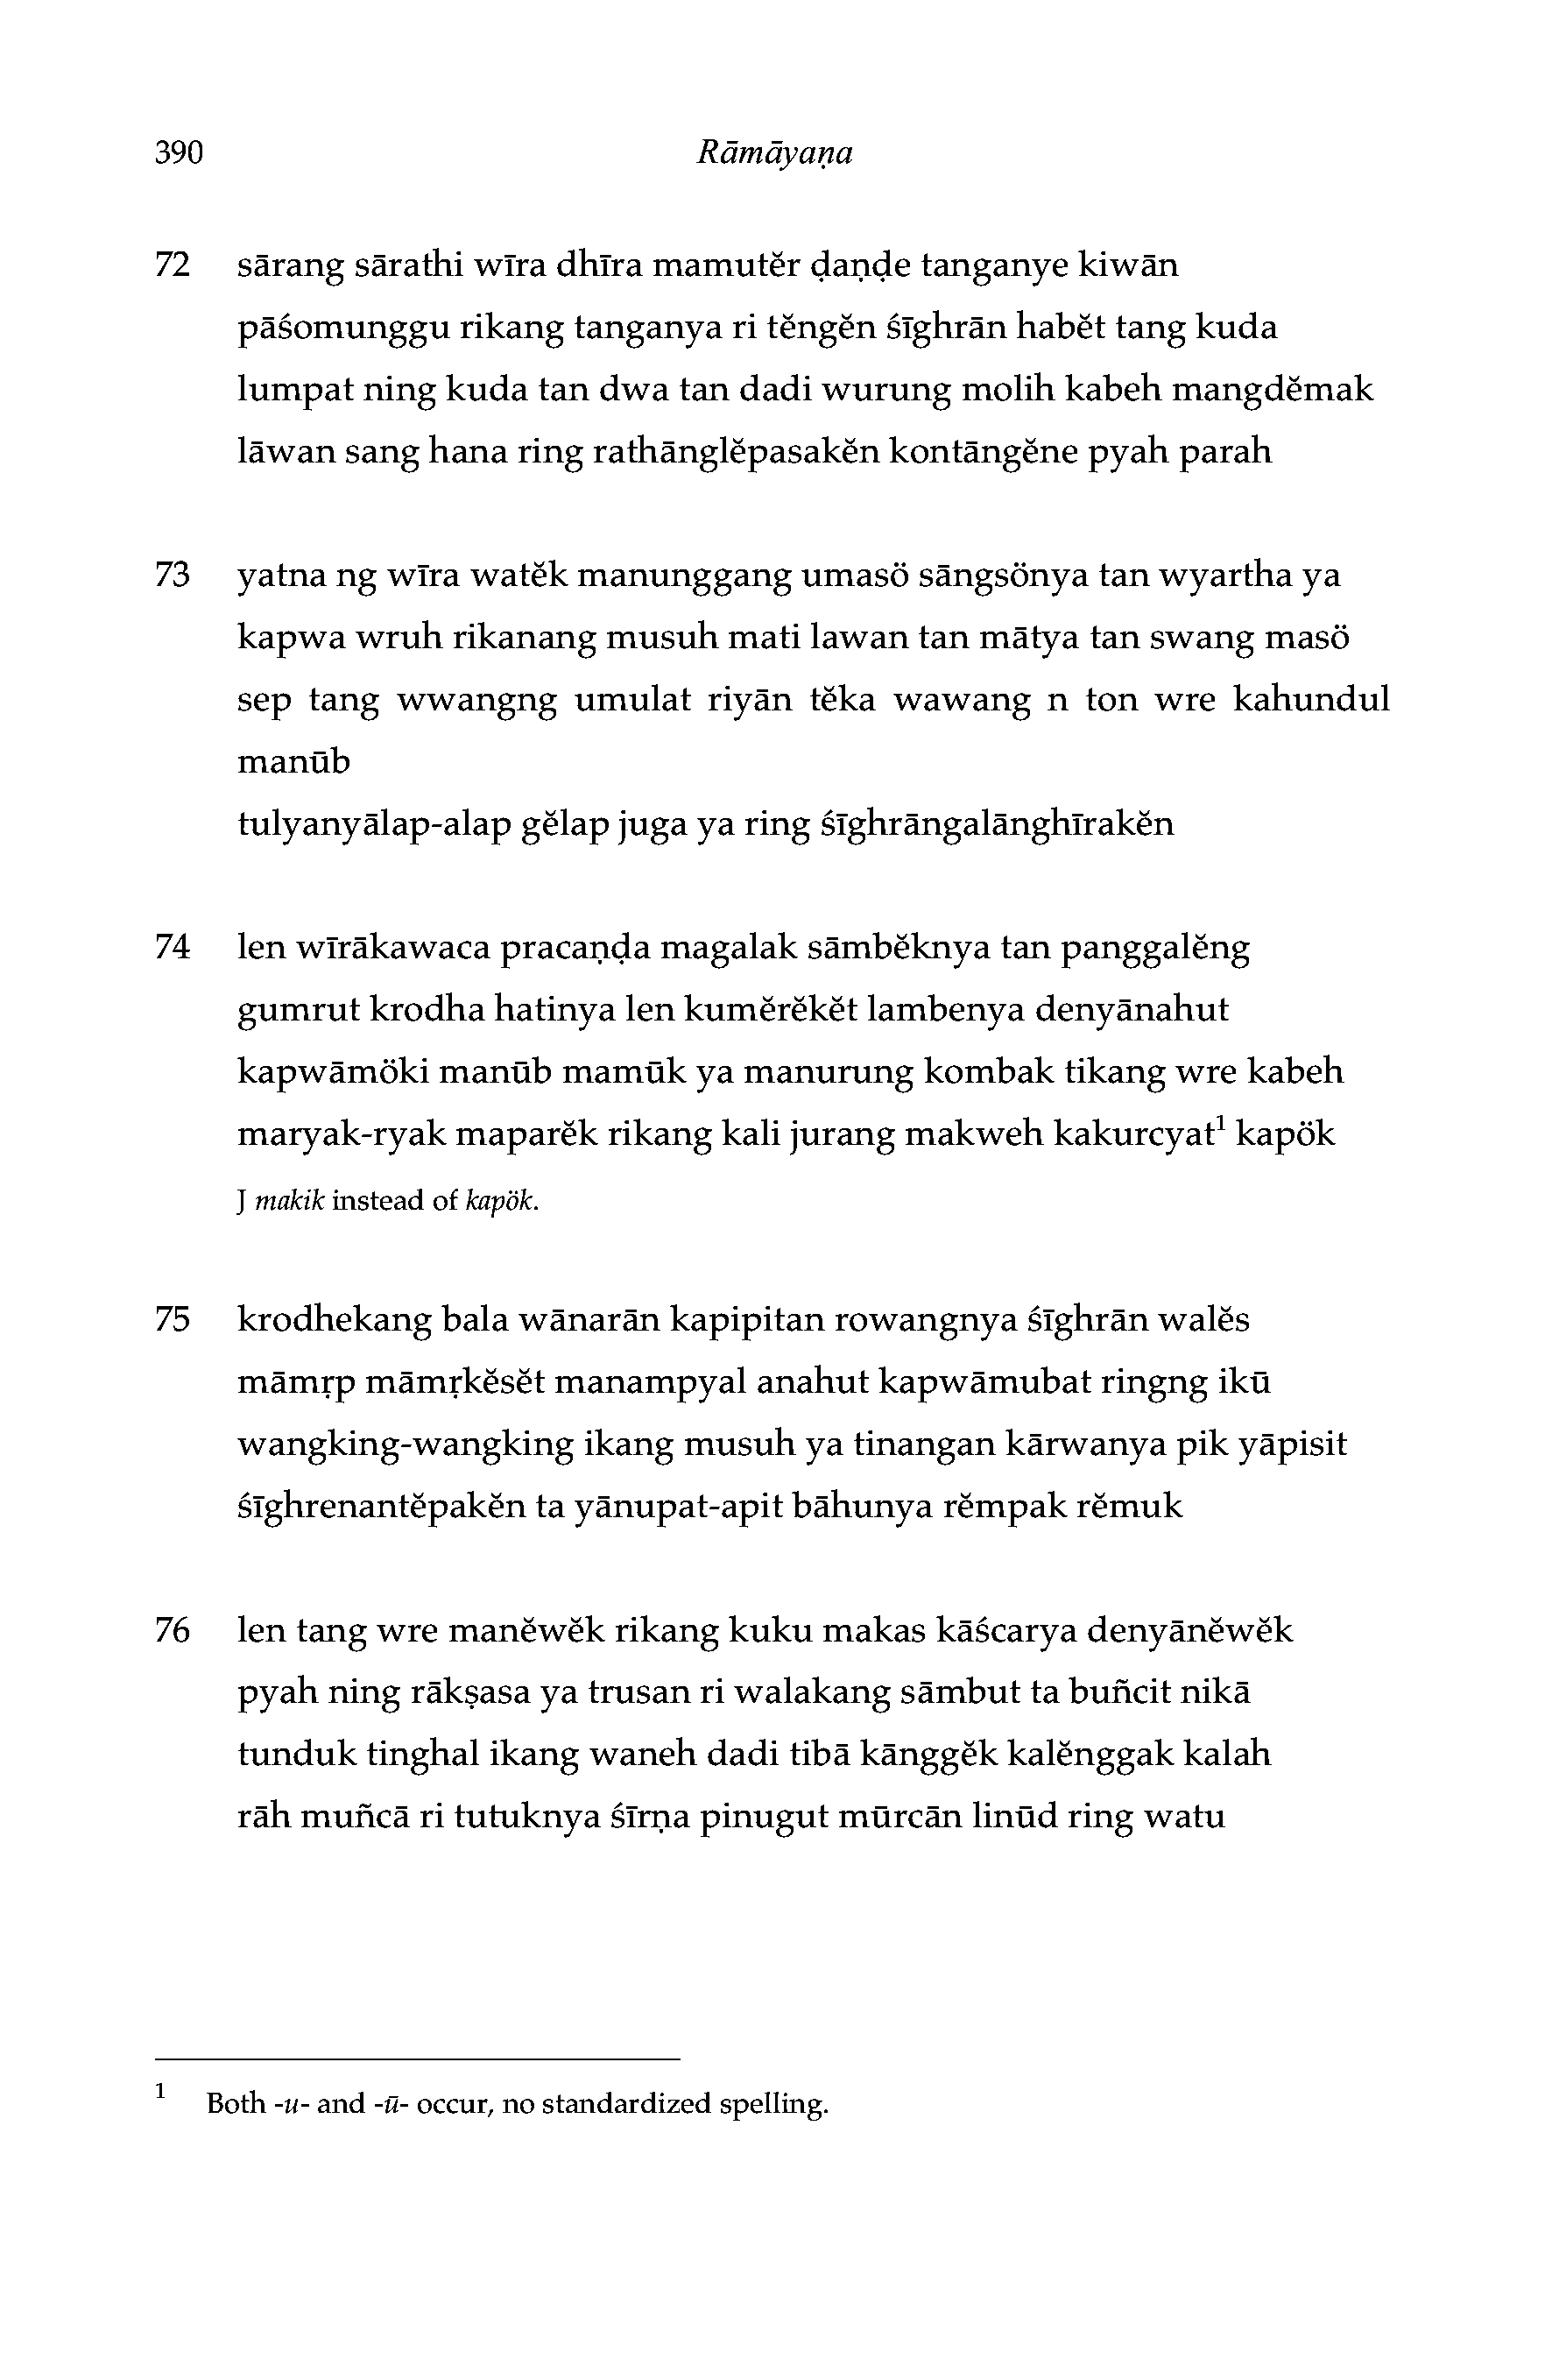 390 Rāmāyaṇa
72 sārang sārathi wīra dhīra mamutĕr ḍaṇḍe tanganye kiwān
pāśomunggu rikang tanganya ri tĕngĕn śīghrān habĕt tang kuda
lumpat ning kuda tan dwa tan dadi wurung molih kabeh mangdĕmak
lāwan sang hana ring rathānglĕpasakĕn kontāngĕne pyah parah
73 yatna ng wīra watĕk manunggang umasö sāngsönya tan wyartha ya
kapwa wruh rikanang musuh mati lawan tan mātya tan swang masö
sep tang wwangng umulat riyān tĕka wawang n ton wre kahundul
manūb
tulyanyālap-alap gĕlap juga ya ring śīghrāngalānghīrakĕn
74 len wīrākawaca pracaṇḍa magalak sāmbĕknya tan panggalĕng
gumrut krodha hatinya len kumĕrĕkĕt lambenya denyānahut
kapwāmöki manūb mamūk ya manurung kombak tikang wre kabeh
maryak-ryak maparĕk rikang kali jurang makweh kakurcyat¹ kapök
J makik instead of kapök.
75 krodhekang bala wānarān kapipitan rowangnya śīghrān walĕs
māmṛp māmṛkĕsĕt manampyal anahut kapwāmubat ringng ikū
wangking-wangking ikang musuh ya tinangan kārwanya pik yāpisit
śīghrenantĕpakĕn ta yānupat-apit bāhunya rĕmpak rĕmuk
76 len tang wre manĕwĕk rikang kuku makas kāścarya denyānĕwĕk
pyah ning rākṣasa ya trusan ri walakang sāmbut ta buñcit nikā
tunduk tinghal ikang waneh dadi tibā kānggĕk kalĕnggak kalah
rāh muñcā ri tutuknya śīrṇa pinugut mūrcān linūd ring watu
1 Both -u- and -ū- occur, no standardized spelling.